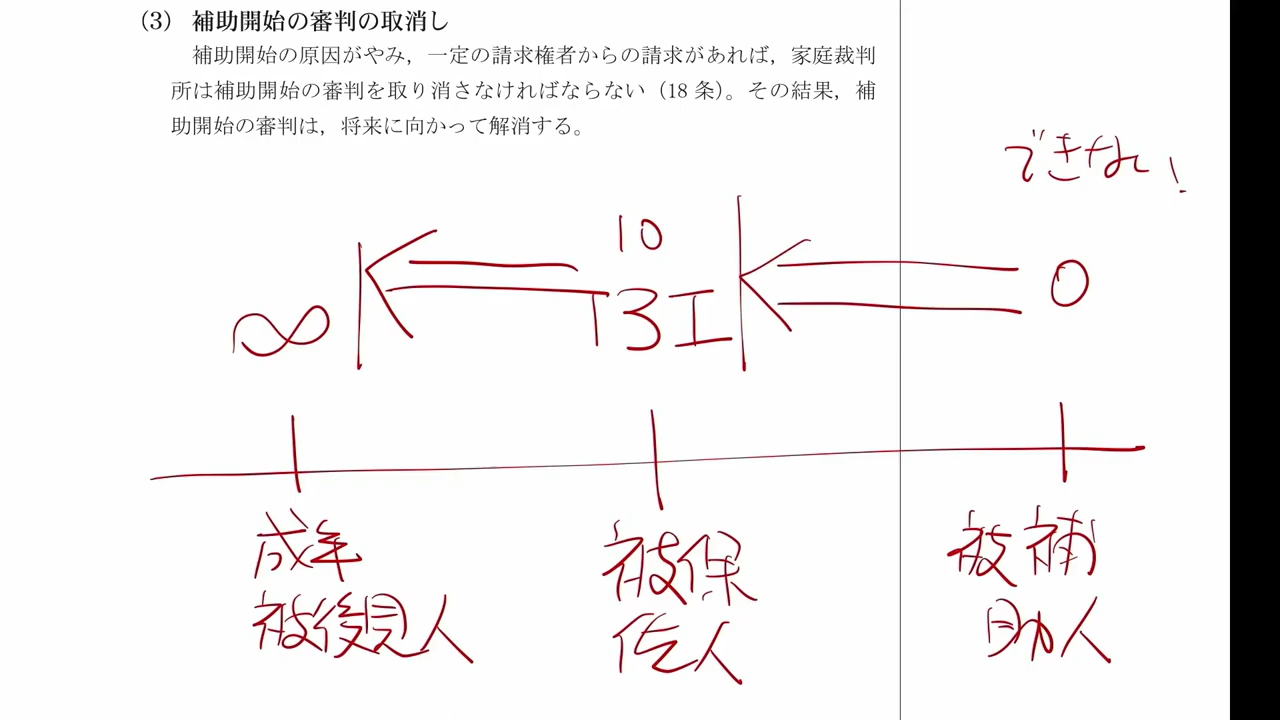 (3) 補助開始の審判の取消し
補助開始の原因がやみ，一定の請求権者からの請求があれば，家庭裁判
所は補助開始の審判を取り消さなければならない（18 条）。その結果，補
助開始の審判は，将来に向かって解消する。
できない!
10
∞ 13I 0
成年 被保 被補
被後見人 佐人 助人